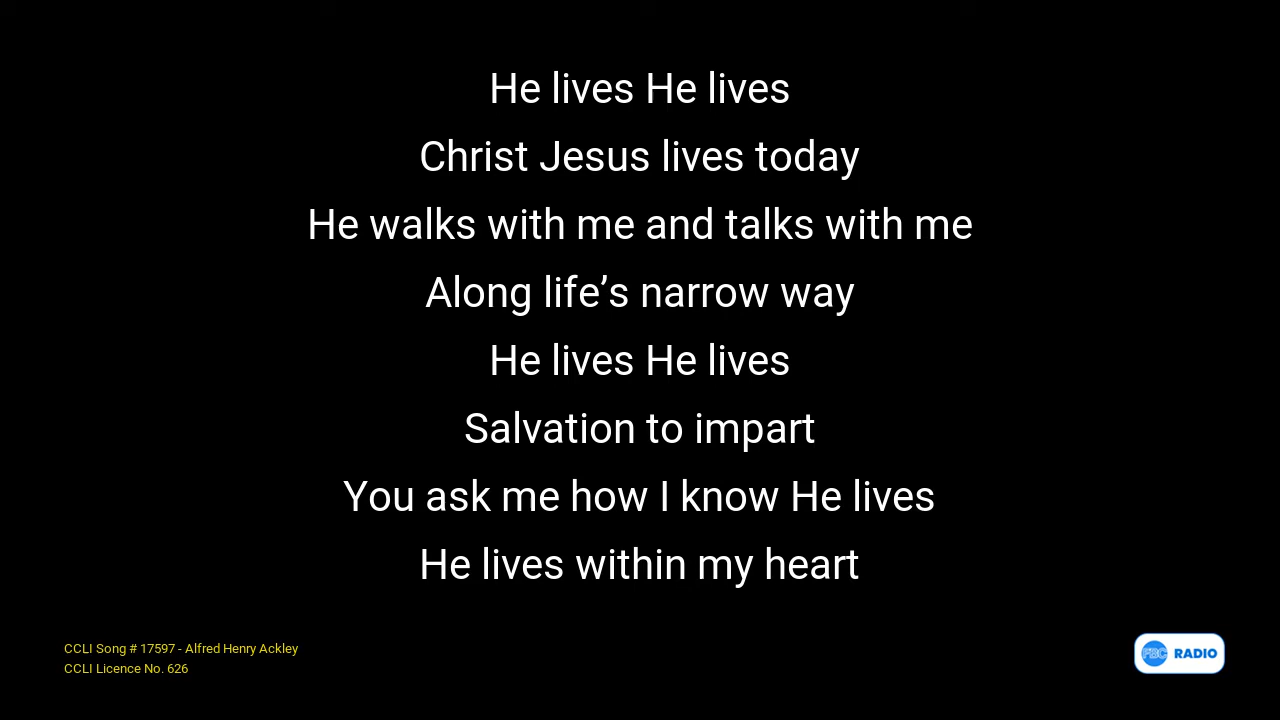 He lives He lives
Christ Jesus lives today
He walks with me and talks with me
Along life’s narrow way
He lives He lives
Salvation to impart
You ask me how I know He lives
He lives within my heart
CCLI Song # 17597 - Alfred Henry Ackley
CCLI Licence No. 626
FBC RADIO